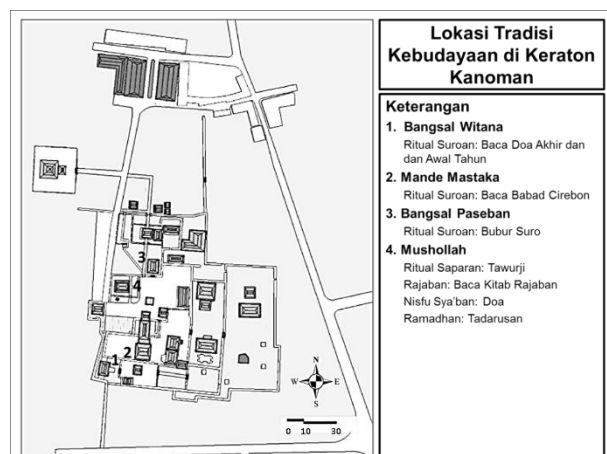 Lokasi Tradisi
Kebudayaan di Keraton
Kanoman
Keterangan
1. Bangsal Witana
Ritual Suroan: Baca Doa Akhir dan
dan Awal Tahun
2. Mande Mastaka
Ritual Suroan: Baca Babad Cirebon
3. Bangsal Paseban
Ritual Suroan: Bubur Suro
4. Mushollah
Ritual Saparan: Tawurji
Rajaban: Baca Kitab Rajaban
Nisfu Sya'ban: Doa
Ramadhan: Tadarusan
3
4
1 2
N
W E
S
0 10 30